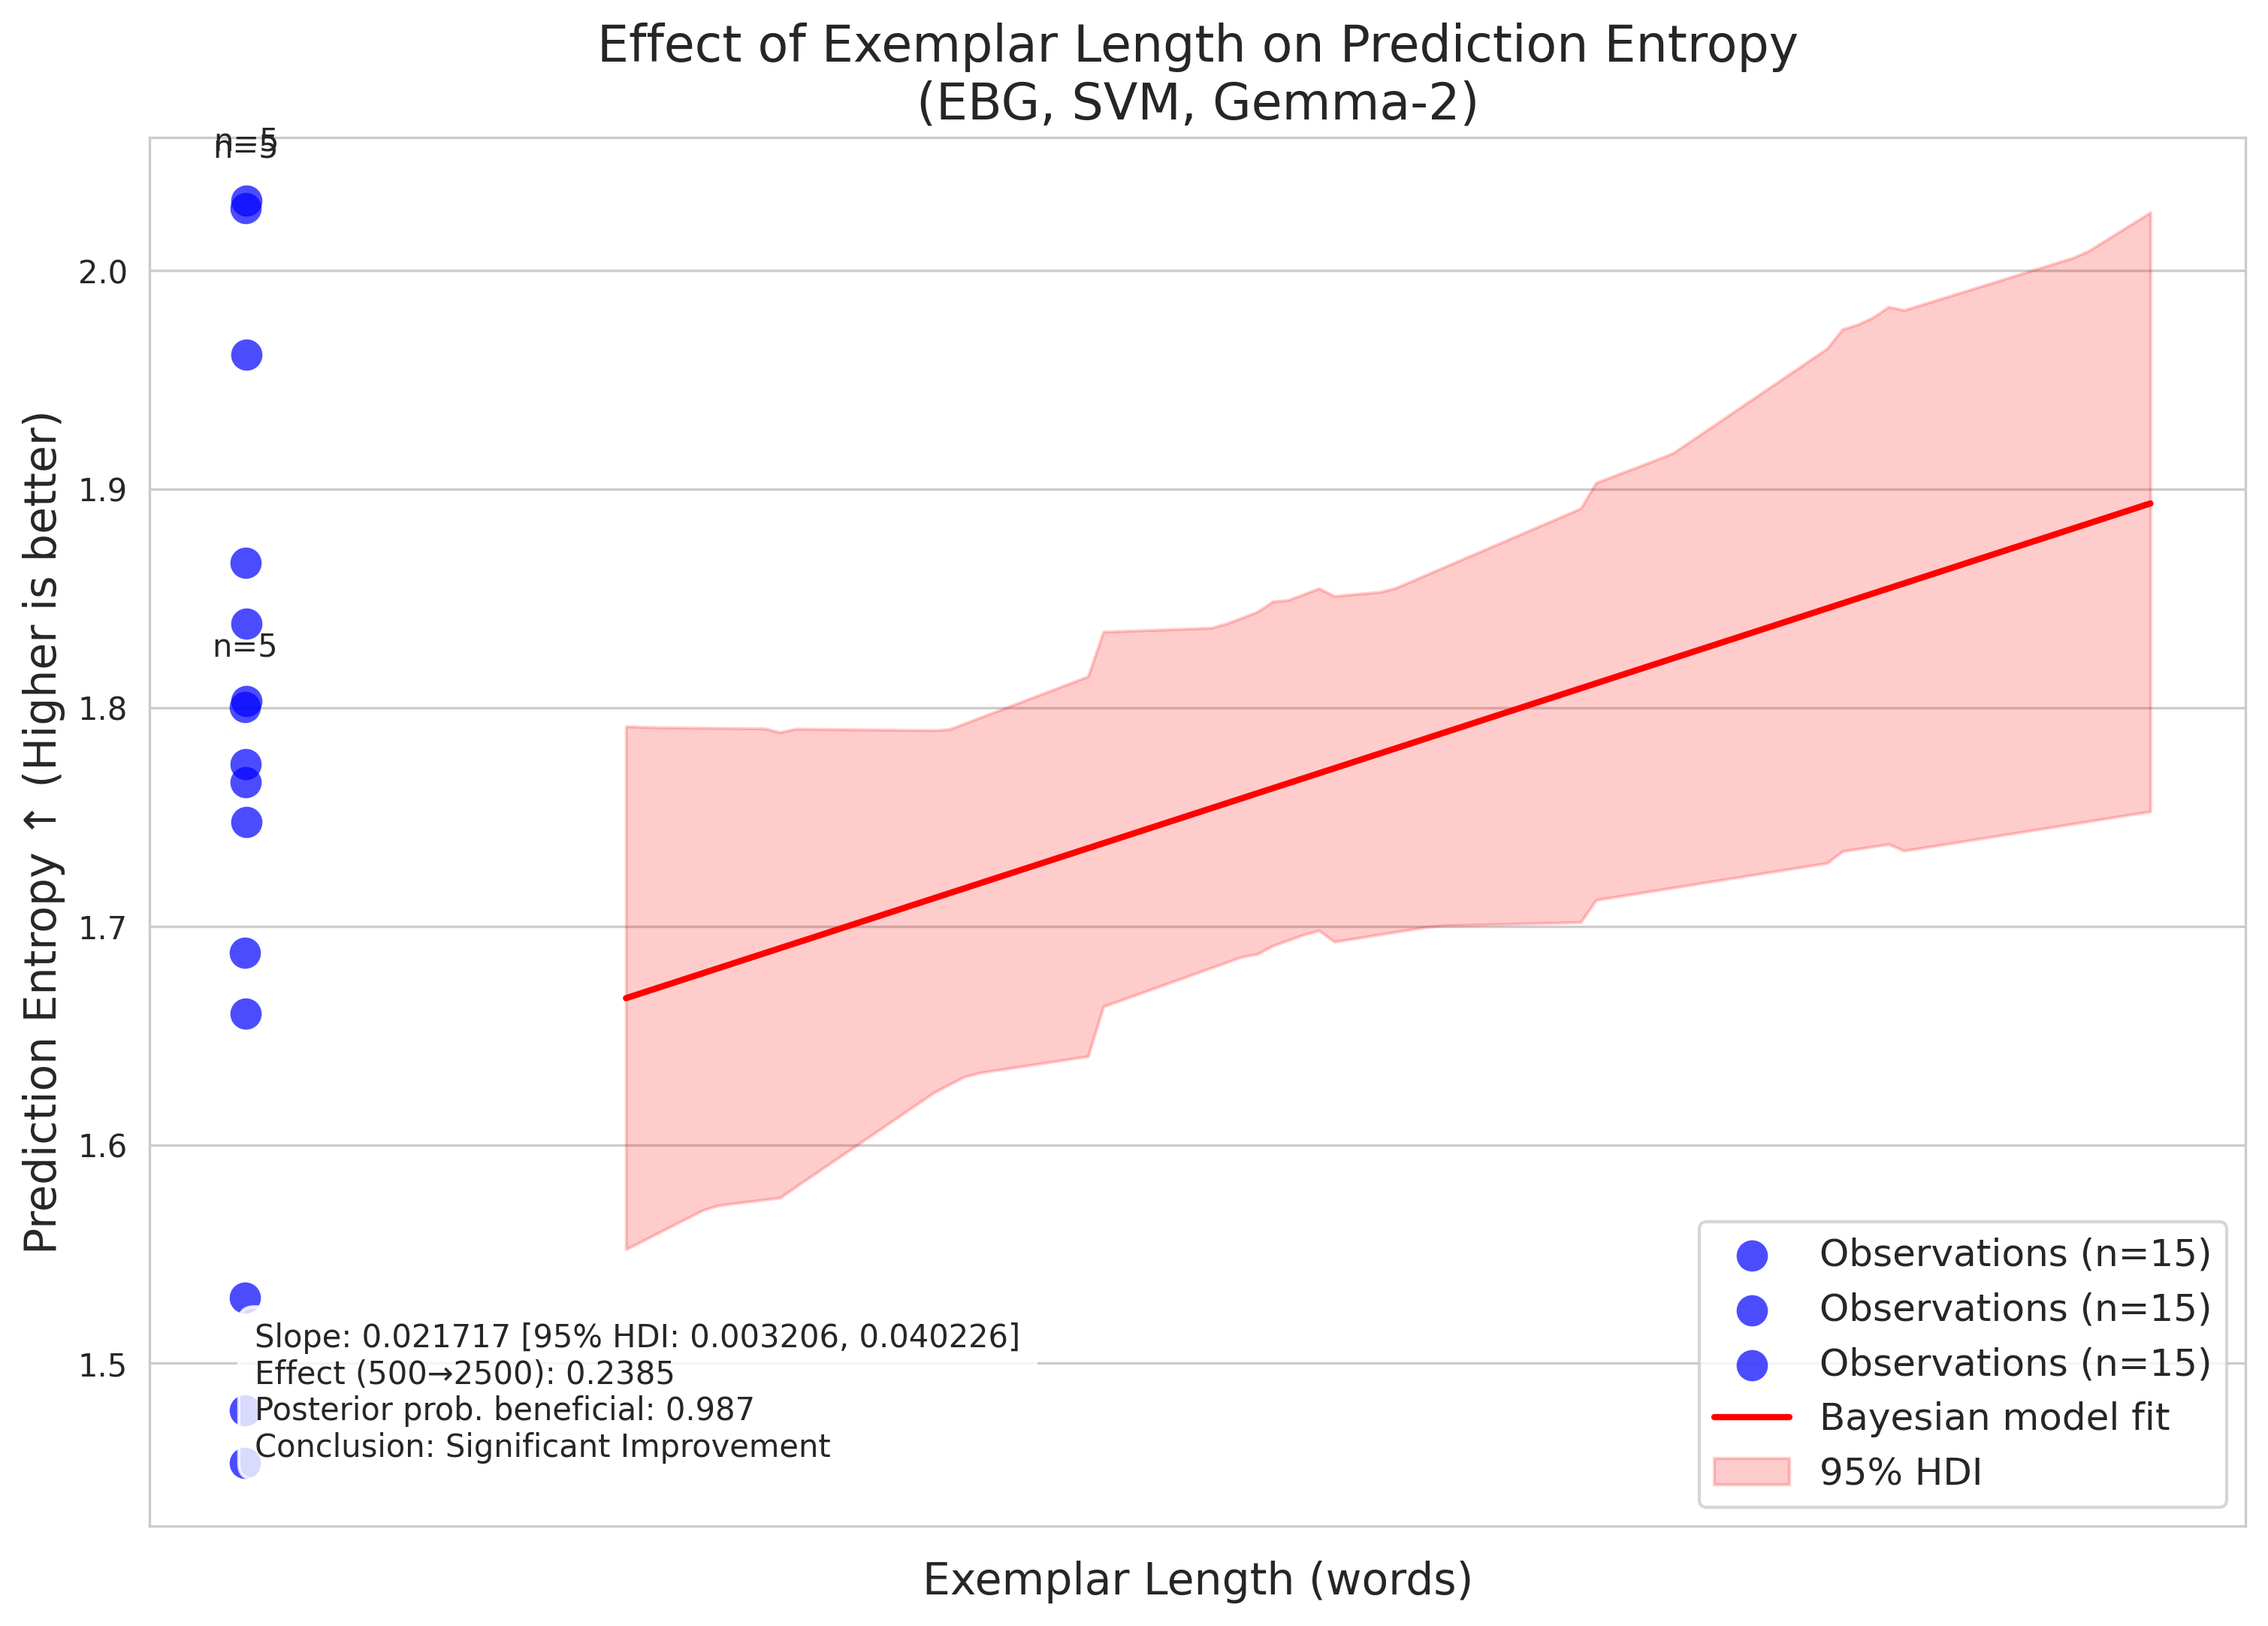 Effect of Exemplar Length on Prediction Entropy
(EBG, SVM, Gemma-2)
n=5
n=5
Prediction Entropy ↑ (Higher is better)
2.0
1.9
n=5
1.8
1.7
1.6
1.5
Slope: 0.021717 [95% HDI: 0.003206, 0.040226]
Effect (500→2500): 0.2385
Posterior prob. beneficial: 0.987
Conclusion: Significant Improvement
Observations (n=15)
Observations (n=15)
Observations (n=15)
Bayesian model fit
95% HDI
Exemplar Length (words)